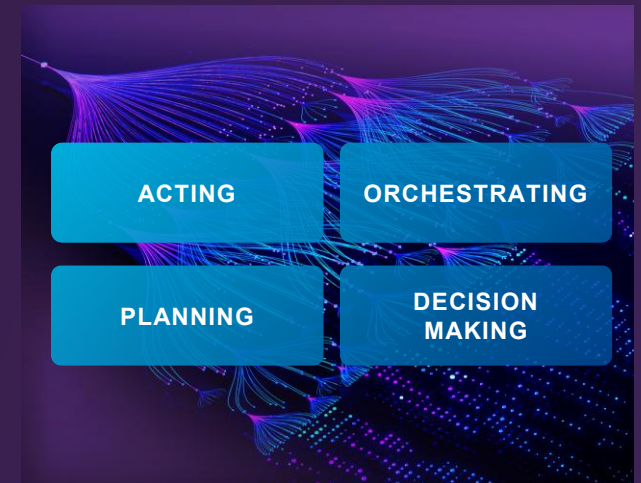 ACTING
ORCHESTRATING
PLANNING
DECISION
MAKING